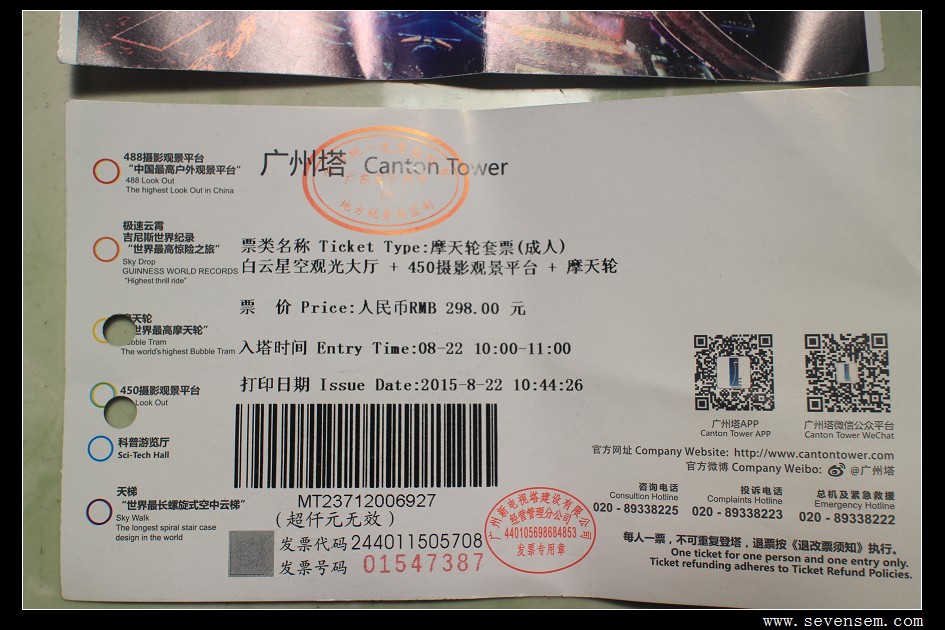 488摄影观景平台
“中国最高户外观景平台”
488 Look Out
The highest Look Out in China
广州塔 Canton Tower
极速云霄
吉尼斯世界纪录
“世界最高惊险之旅”
Sky Drop
GUINNESS WORLD RECORDS
"Highest thrill ride"
票类名称 Ticket Type:摩天轮套票(成人)
白云星空观光大厅 + 450摄影观景平台 + 摩天轮
票 价 Price:人民币RMB 298.00 元
入塔时间 Entry Time:08-22 10:00-11:00
打印日期 Issue Date:2015-8-22 10:44:26
摩天轮
世界最高摩天轮”
Tram
The world's highest Bubble Tram
450摄影观景平台
Look Out
科普游览厅
Sci-Tech Hall
天梯
“世界最长螺旋式空中云梯”
Sky Walk
The longest spiral stair case
design in the world
MT23712006927
(超仟元无效)
发票代码 244011505708
发票号码 01547387
广州新电视塔建设有限公司
经营管理分公司
440105698684853
发票专用章
广州塔APP
Canton Tower APP
广州塔微信公众平台
Canton Tower WeChat
官方网址 Company Website: http://www.cantontower.com
官方微博 Company Weibo: @广州塔
咨询电话
Consultion Hotline
020 - 89338225
投诉电话
Complaints Hotline
020 - 89338223
总机及紧急救援
Emergency Hotline
020 - 89338222
每人一票，不可重复登塔，退票按《退改票须知》执行。
One ticket for one person, and one entry only.
Ticket refunding adheres to Ticket Refund Policies.
www.sevensem.com